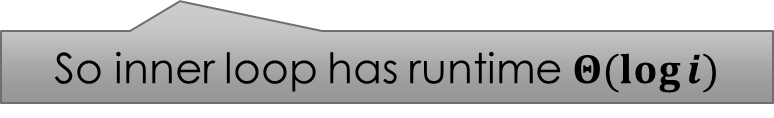 So inner loop has runtime 𝚯(𝐥𝐨𝐠 𝒊)